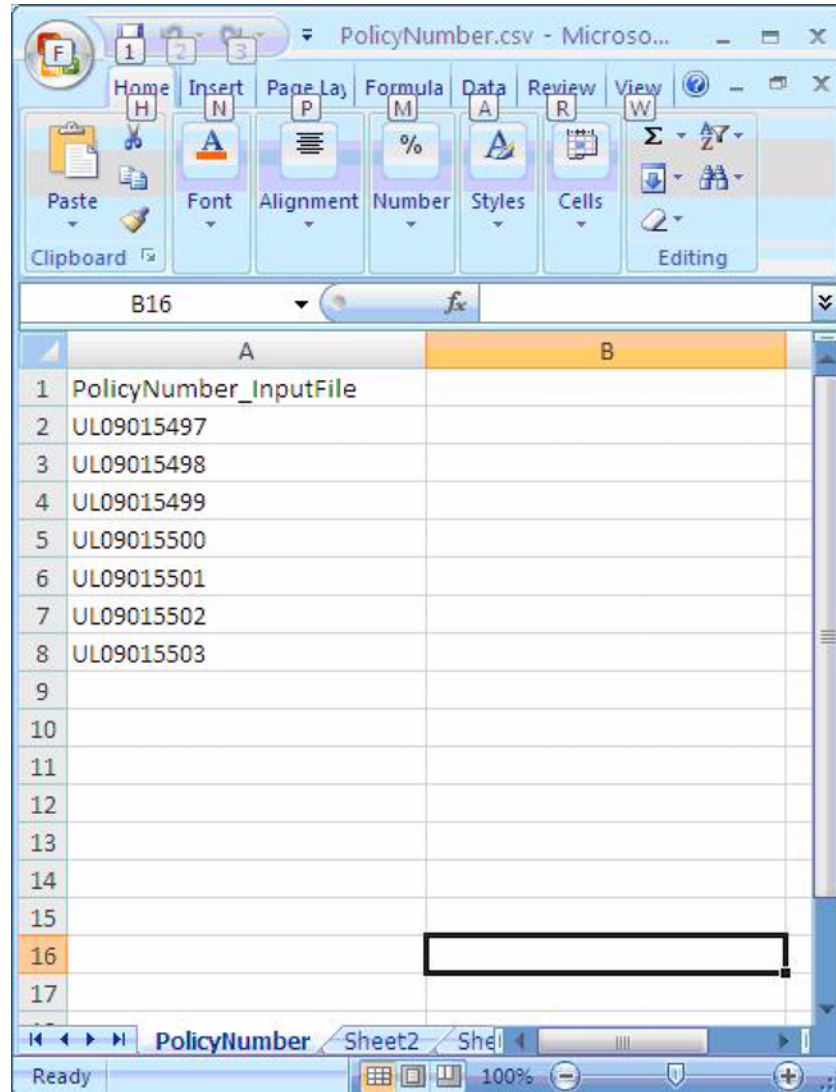 F 1 2 3 PolicyNumber.csv - Microso...
Home Insert Page Lay Formula Data Review View
H N P M A R W
A % A Σ A Z
Paste Font Alignment Number Styles Cells
Clipboard Editing
B16 fx
A B
1 PolicyNumber_InputFile
2 UL09015497
3 UL09015498
4 UL09015499
5 UL09015500
6 UL09015501
7 UL09015502
8 UL09015503
9
10
11
12
13
14
15
16
17
PolicyNumber Sheet2 She
Ready 100%